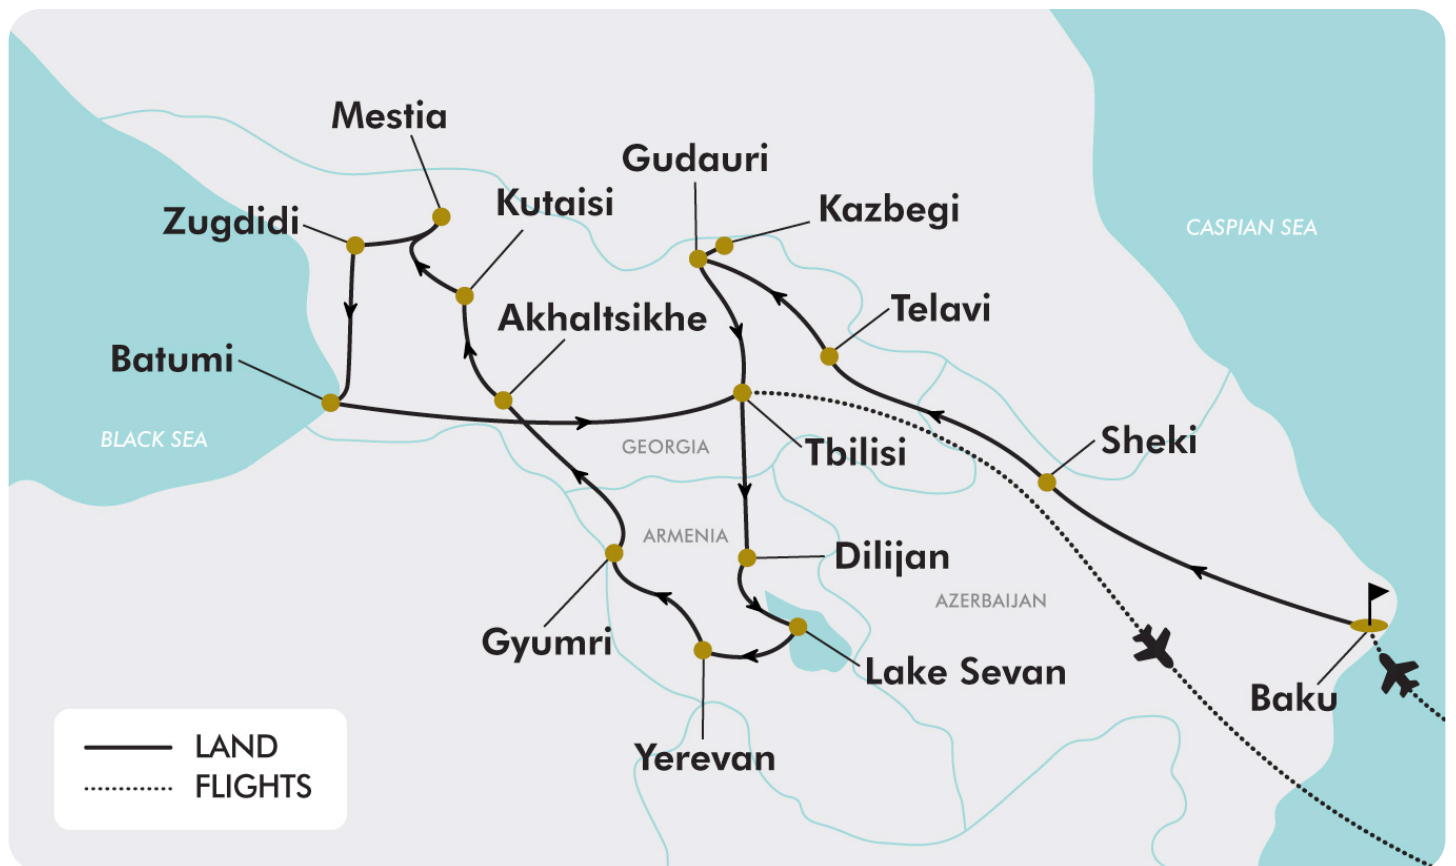 Mestia
Gudauri
Kutaisi
Kazbegi
Zugdidi
CASPIAN SEA
Telavi
Akhaltsikhe
Batumi
BLACK SEA
GEORGIA
Tbilisi
Sheki
ARMENIA
Dilijan
AZERBAIJAN
Gyumri
Lake Sevan
Baku
Yerevan
LAND
FLIGHTS